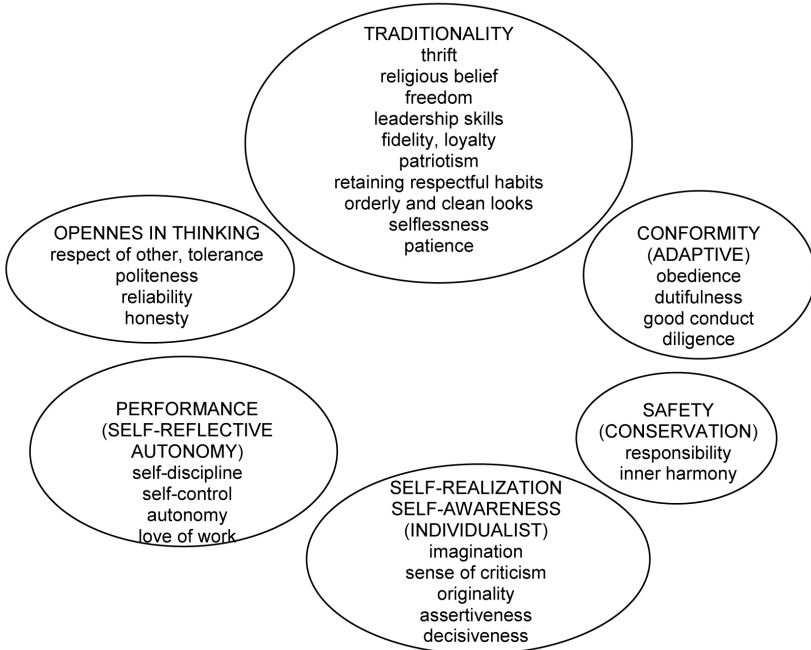 TRADITIONALITY
thrift
religious belief
freedom
leadership skills
fidelity, loyalty
patriotism
retaining respectful habits
orderly and clean looks
selflessness
patience
OPENNES IN THINKING
respect of other, tolerance
politeness
reliability
honesty
CONFORMITY
(ADAPTIVE)
obedience
dutifulness
good conduct
diligence
PERFORMANCE
(SELF-REFLECTIVE
AUTONOMY)
self-discipline
self-control
autonomy
love of work
SAFETY
(CONSERVATION)
responsibility
inner harmony
SELF-REALIZATION
SELF-AWARENESS
(INDIVIDUALIST)
imagination
sense of criticism
originality
assertiveness
decisiveness